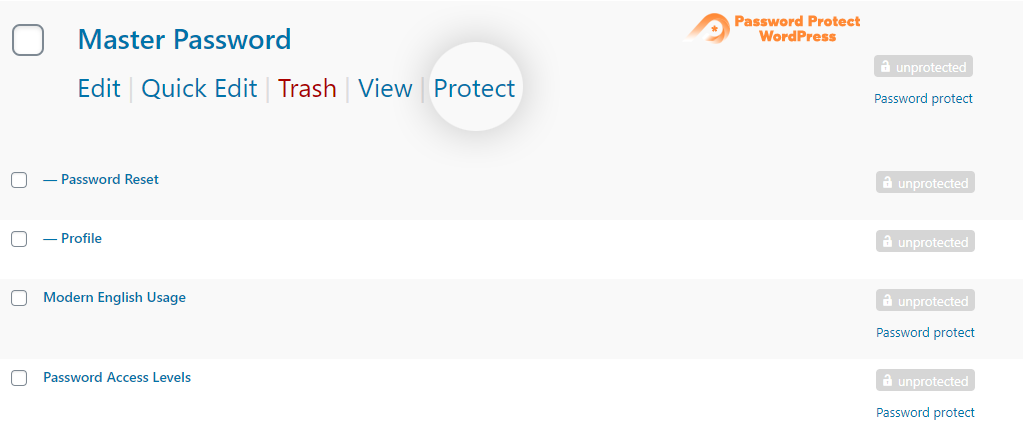 Master Password
Password Protect
WordPress
unprotected
Edit | Quick Edit | Trash | View | Protect
Password protect
— Password Reset
unprotected
— Profile
unprotected
Modern English Usage
unprotected
Password protect
Password Access Levels
unprotected
Password protect